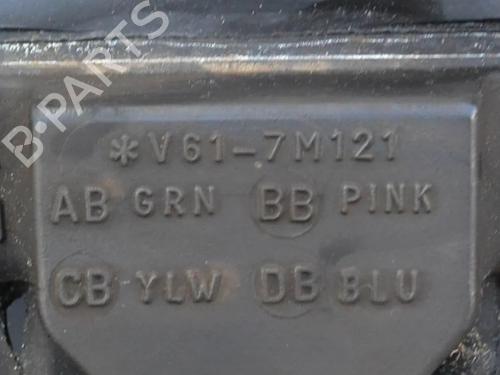 B-PARTS
*V61-7M121
AB GRN BB PINK
CB YLW DB BLU